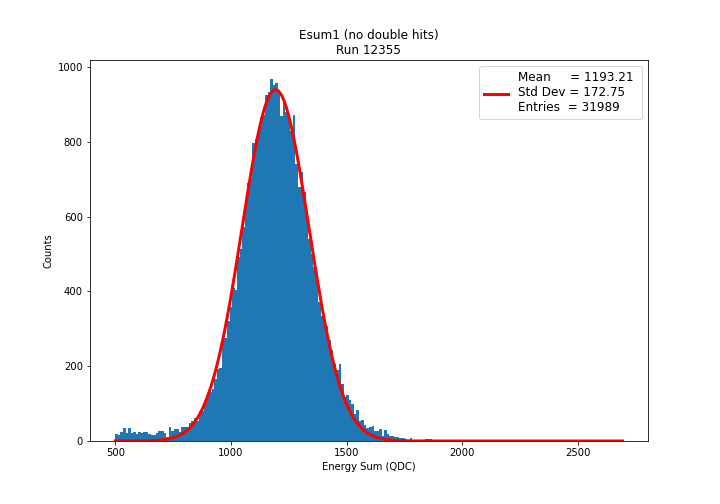 Esum1 (no double hits)
Run 12355
Mean = 1193.21
Std Dev = 172.75
Entries = 31989
1000
800
600
400
200
0
Counts
500 1000 1500 2000 2500
Energy Sum (QDC)